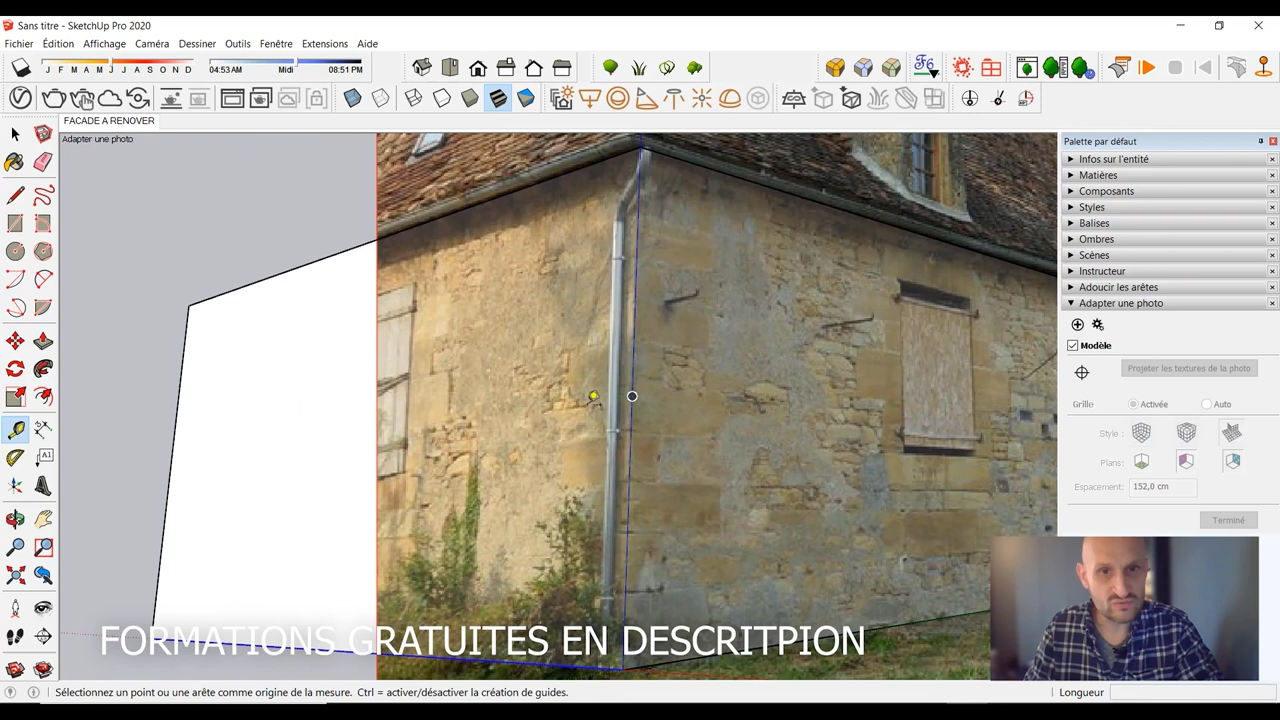 Sans titre - SketchUp Pro 2020
Fichier Édition Affichage Caméra Dessiner Outils Fenêtre Extensions Aide
J F M A M J J A S O N D 04:53 AM Midi 08:51 PM
FACADE A RENOVER
Adapter une photo
Palette par défaut
Infos sur l'entité
Matières
Composants
Styles
Balises
Ombres
Scènes
Instructeur
Adoucir les arêtes
Adapter une photo
Modèle
Projeter les textures de la photo
Grille Activée Auto
Style :
Plans:
Espacement: 152,0 cm
Terminé
A1
FORMATIONS GRATUITES EN DESCRITPION
Sélectionnez un point ou une arête comme origine de la mesure. Ctrl = activer/désactiver la création de guides.
Longueur